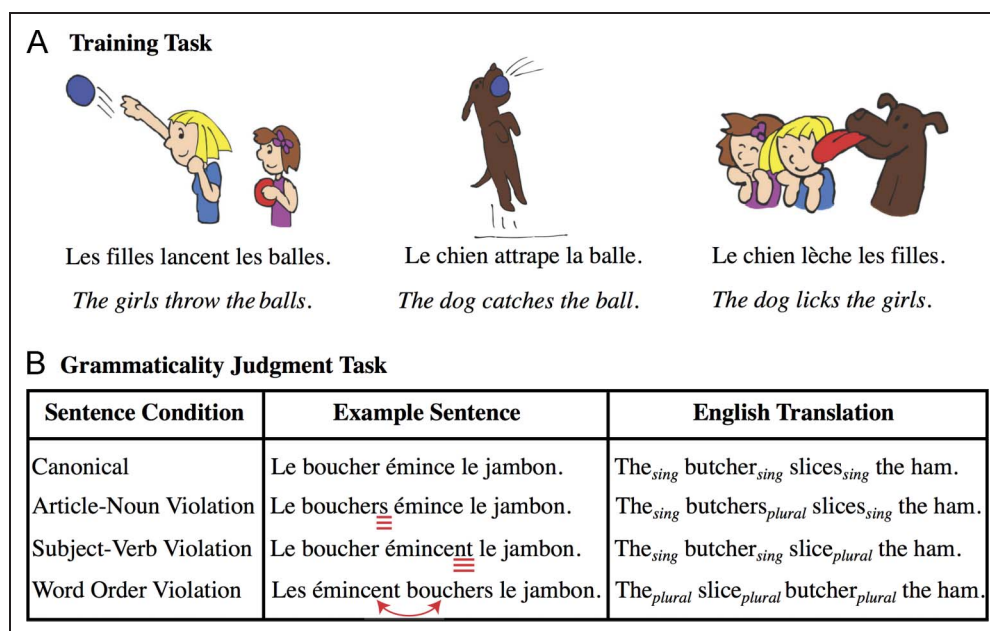 A Training Task
Les filles lancent les balles.
The girls throw the balls.
Le chien attrape la balle.
The dog catches the ball.
Le chien lèche les filles.
The dog licks the girls.
B Grammaticality Judgment Task
Sentence Condition Example Sentence English Translation
Canonical Le boucher émince le jambon. The sing butcher sing slices sing the ham.
Article-Noun Violation Le bouchers émince le jambon. The sing butchers plural slices sing the ham.
Subject-Verb Violation Le boucher émincent le jambon. The sing butcher sing slice plural the ham.
Word Order Violation Les émincent bouchers le jambon. The plural slice plural butcher plural the ham.